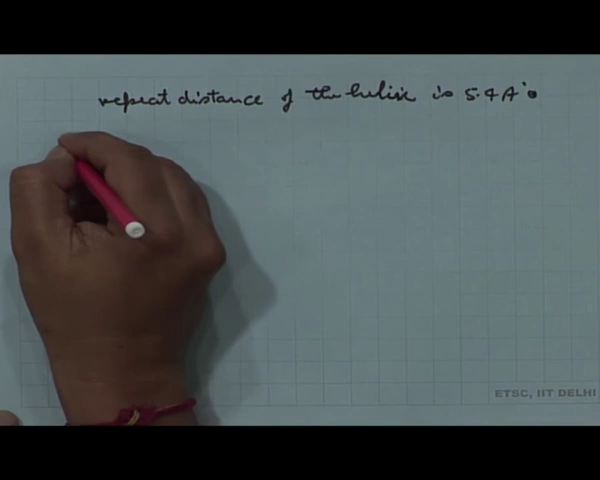 repeat distance of the helix is 5.4 A°.
ETSC, IIT DELHI